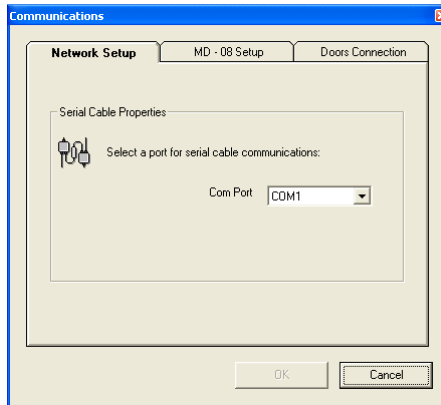 Communications
Network Setup
MD - 08 Setup
Doors Connection
Serial Cable Properties
Select a port for serial cable communications:
Com Port
COM1
OK
Cancel